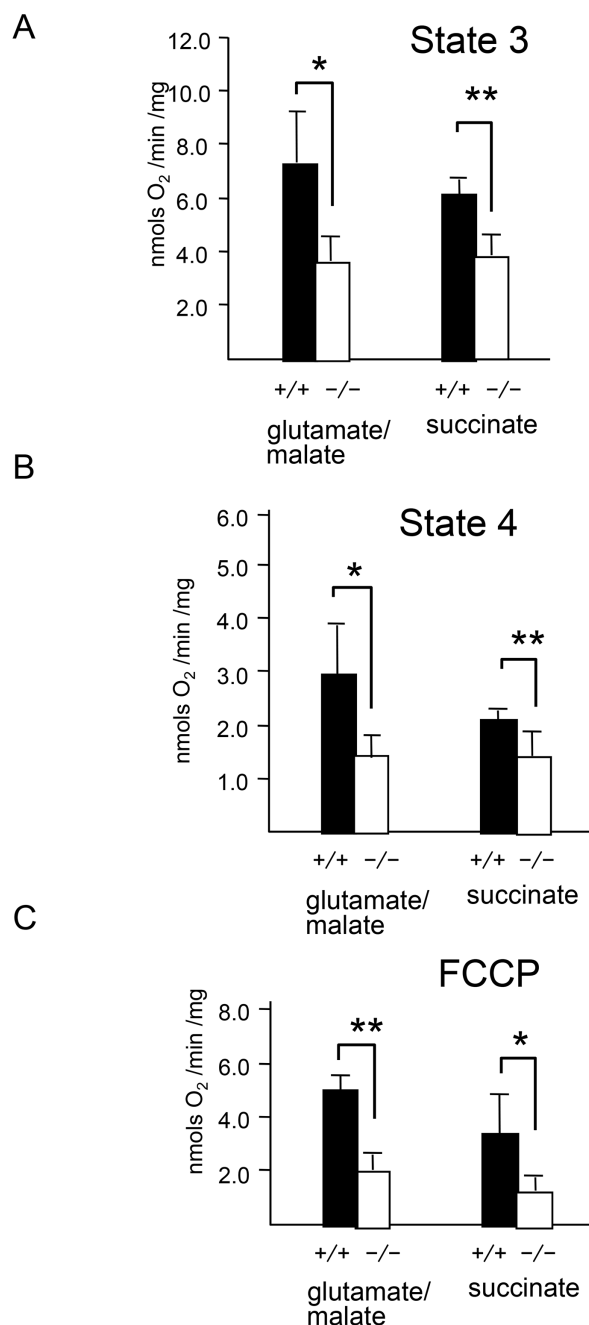 A
State 3
12.0
10.0
8.0
6.0
4.0
2.0
nmols O₂ /min /mg
*
**
+/+ −/− +/+ −/−
glutamate/
malate
succinate
B
State 4
6.0
5.0
4.0
3.0
2.0
1.0
nmols O₂ /min /mg
*
**
+/+ −/− +/+ −/−
glutamate/
malate
succinate
C
FCCP
8.0
6.0
4.0
2.0
nmols O₂ /min /mg
**
*
+/+ −/− +/+ −/−
glutamate/
malate
succinate